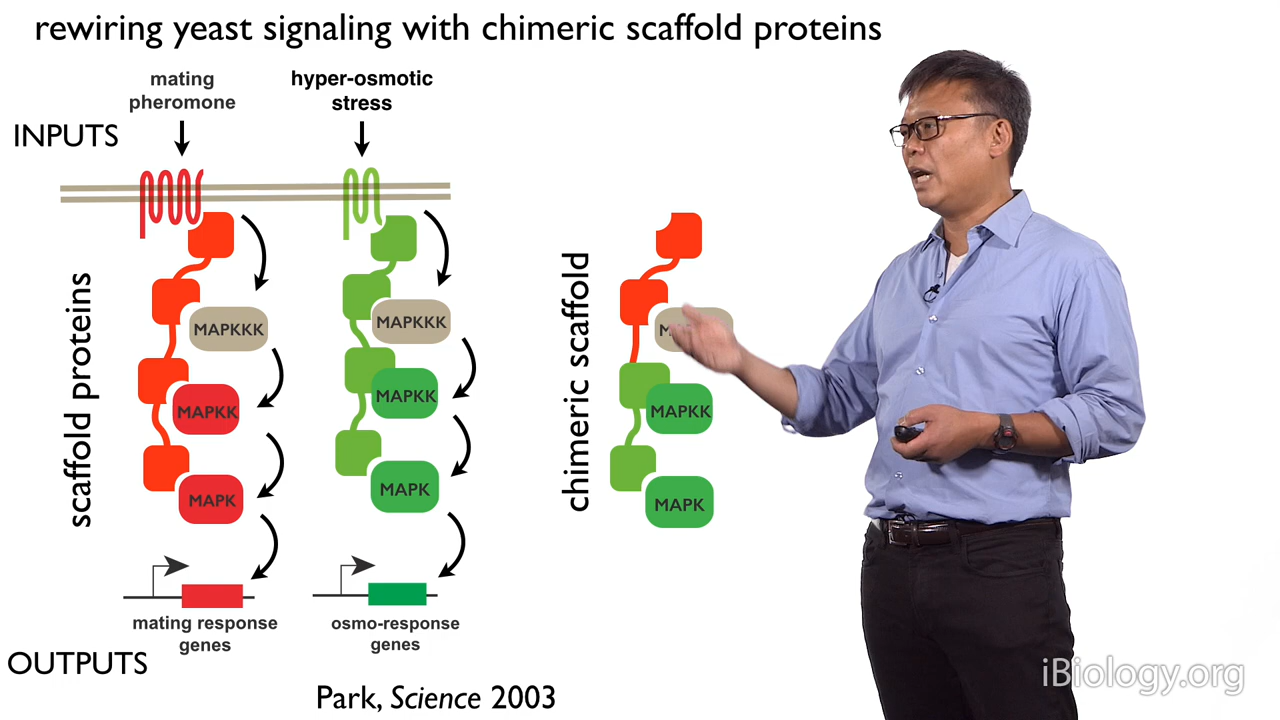 rewiring yeast signaling with chimeric scaffold proteins
mating
pheromone
hyper-osmotic
stress
INPUTS
scaffold proteins
MAPKKK
MAPKK
MAPK
MAPKKK
MAPKK
MAPK
chimeric scaffold
MAPKK
MAPK
mating response
genes
osmo-response
genes
OUTPUTS
Park, Science 2003
iBiology.org